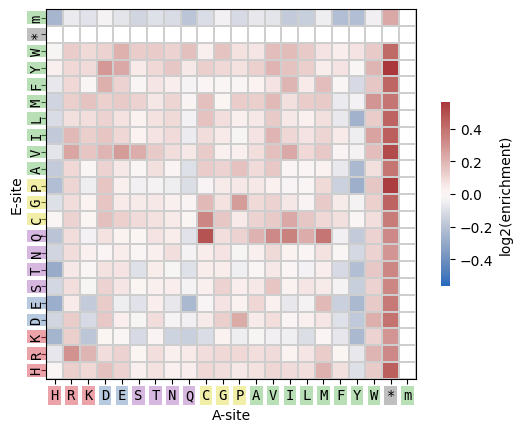 m
*
W
Y
F
M
L
I
V
A
P
G
C
Q
N
T
S
E
D
K
R
H
E-site
H R K D E S T N Q C G P A V I L M F Y W * m
A-site
0.4
0.2
0.0
−0.2
−0.4
log2(enrichment)